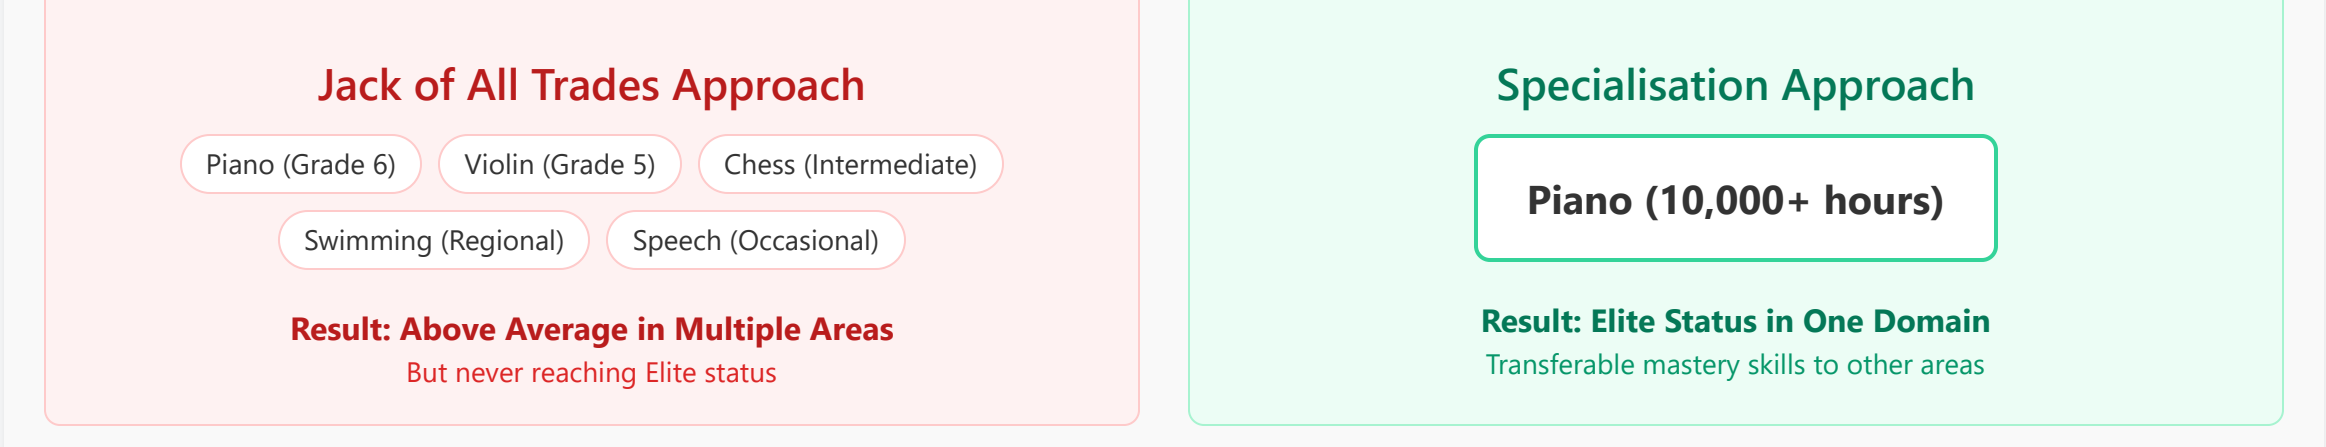 Jack of All Trades Approach
Piano (Grade 6)
Violin (Grade 5)
Chess (Intermediate)
Swimming (Regional)
Speech (Occasional)
Result: Above Average in Multiple Areas
But never reaching Elite status
Specialisation Approach
Piano (10,000+ hours)
Result: Elite Status in One Domain
Transferable mastery skills to other areas